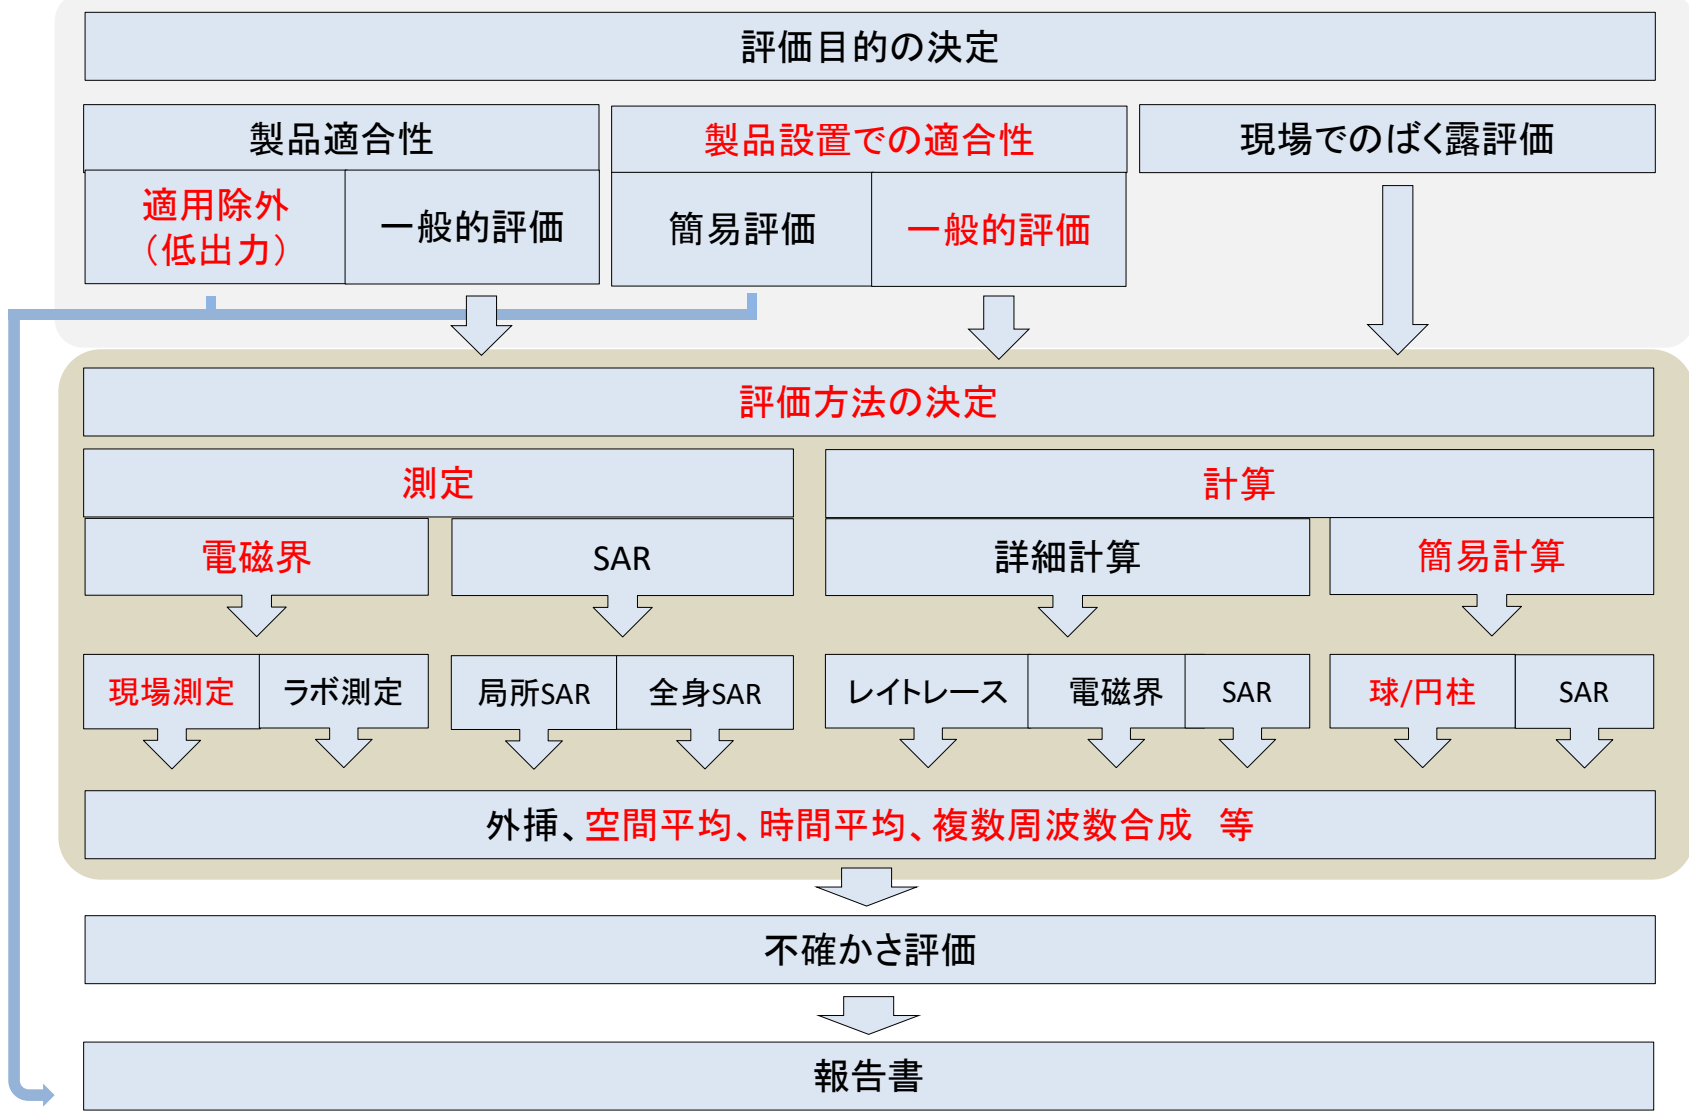 評価目的の決定
製品適合性
製品設置での適合性
現場でのばく露評価
適用除外
（低出力）
一般的評価
簡易評価
一般的評価
評価方法の決定
測定
計算
電磁界
SAR
詳細計算
簡易計算
現場測定
ラボ測定
局所SAR
全身SAR
レイトレース
電磁界
SAR
球/円柱
SAR
外挿、空間平均、時間平均、複数周波数合成　等
不確かさ評価
報告書